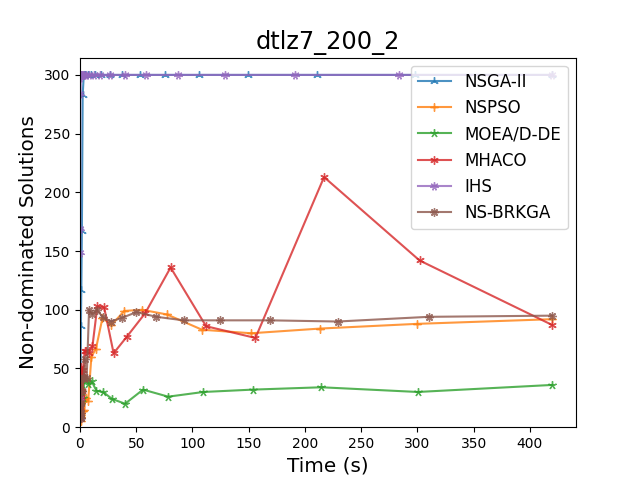 dtlz7_200_2
Non-dominated Solutions
300
250
200
150
100
50
0
0 50 100 150 200 250 300 350 400
Time (s)
NSGA-II
NSPSO
MOEA/D-DE
MHACO
IHS
NS-BRKGA